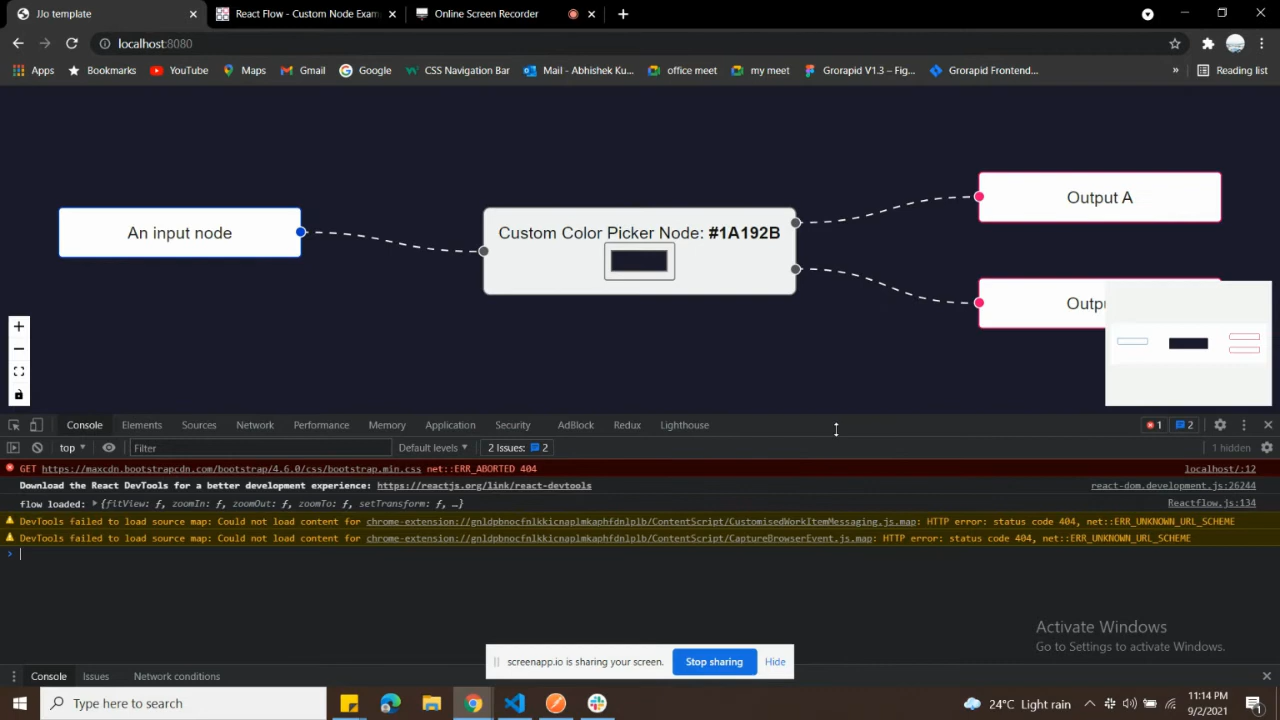 JJo template
React Flow - Custom Node Exam
Online Screen Recorder
localhost:8080
Apps
Bookmarks
YouTube
Maps
Gmail
Google
CSS Navigation Bar
Mail - Abhishek Ku...
office meet
my meet
Grorapid V1.3 – Fig...
Grorapid Frontend...
»
Reading list
An input node
Custom Color Picker Node: #1A192B
Output A
Outpu
Console Elements Sources Network Performance Memory Application Security AdBlock Redux Lighthouse
1
2
top
Filter
Default levels
2 Issues: 2
1 hidden
GET https://maxcdn.bootstrapcdn.com/bootstrap/4.6.0/css/bootstrap.min.css net::ERR_ABORTED 404 localhost/:12
Download the React DevTools for a better development experience: https://reactjs.org/link/react-devtools react-dom.development.js:26244
flow loaded: {fitView: f, zoomIn: f, zoomOut: f, zoomTo: f, setTransform: f, …} Reactflow.js:134
DevTools failed to load source map: Could not load content for chrome-extension://gnldpbnocfnlkkicnaplmkaphfdnlplb/ContentScript/CustomisedWorkItemMessaging.js.map: HTTP error: status code 404, net::ERR_UNKNOWN_URL_SCHEME
DevTools failed to load source map: Could not load content for chrome-extension://gnldpbnocfnlkkicnaplmkaphfdnlplb/ContentScript/CaptureBrowserEvent.js.map: HTTP error: status code 404, net::ERR_UNKNOWN_URL_SCHEME
Activate Windows
Go to Settings to activate Windows.
screenapp.io is sharing your screen.
Stop sharing
Hide
Console Issues Network conditions
Type here to search
24°C Light rain
11:14 PM
9/2/2021
1